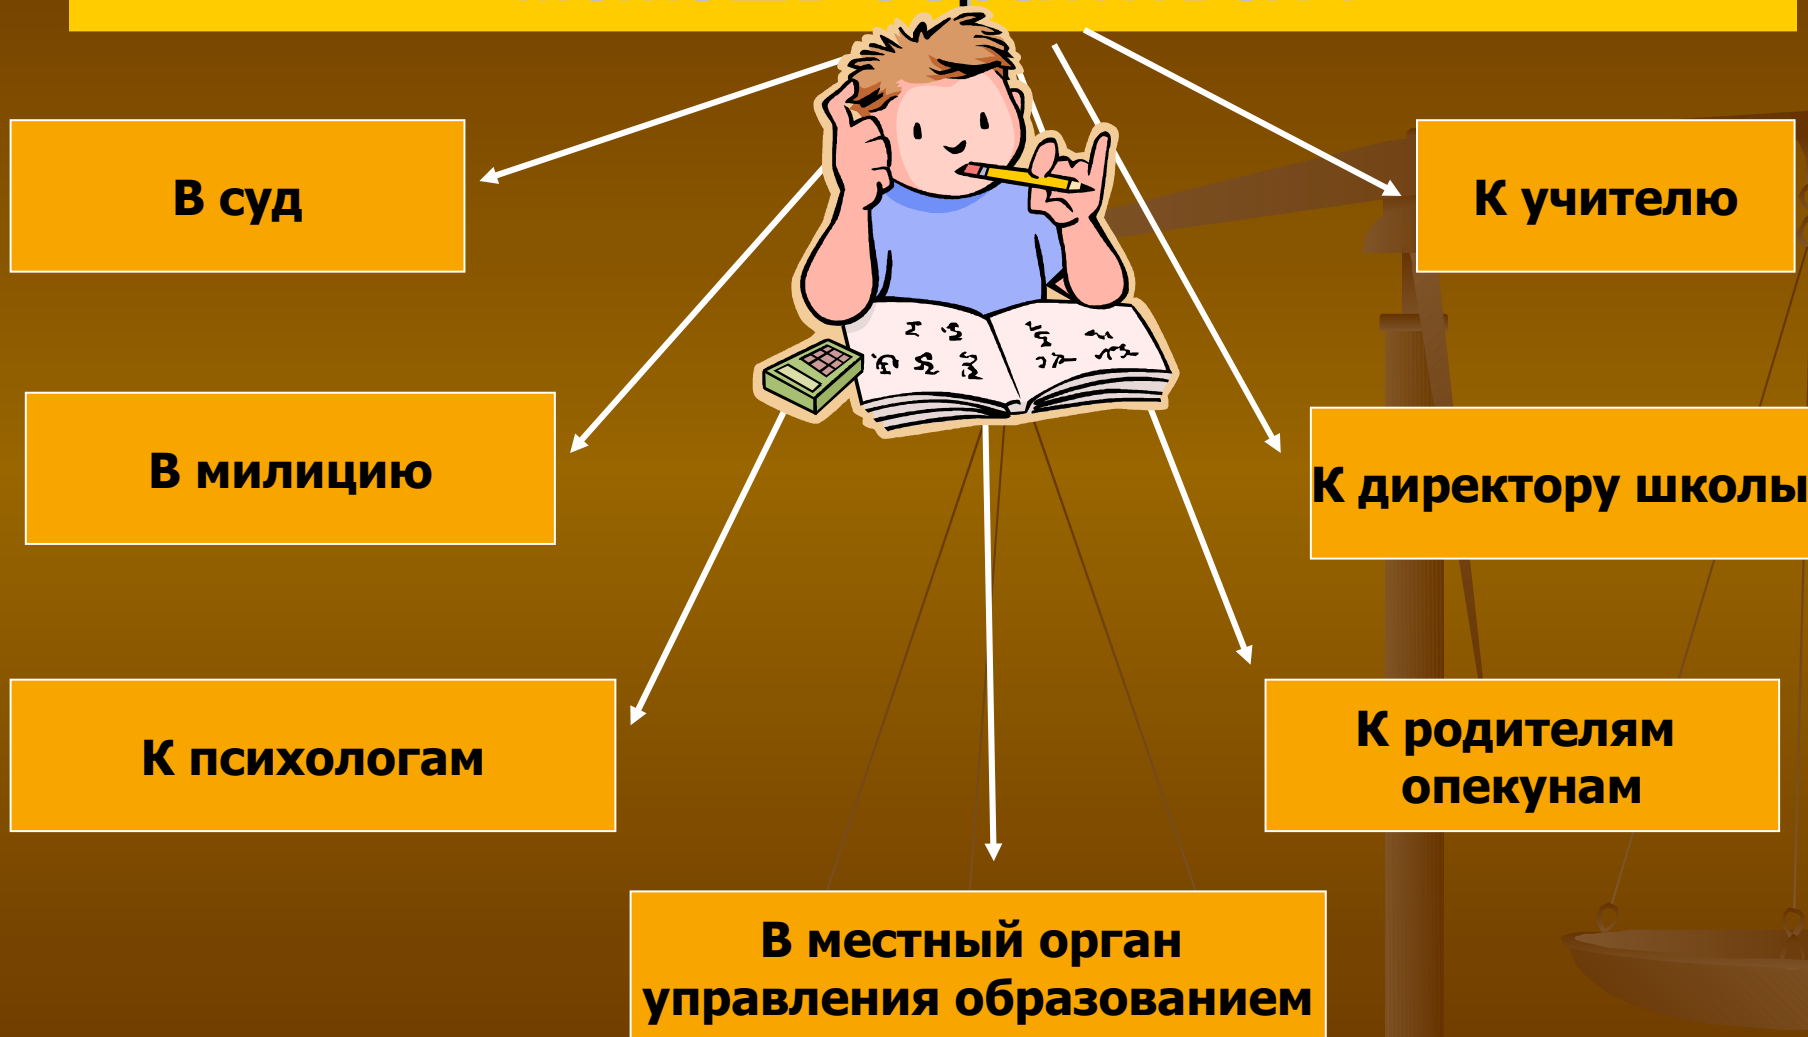 В суд
К учителю
В милицию
К директору школы
К психологам
К родителям
опекунам
В местный орган
управления образованием